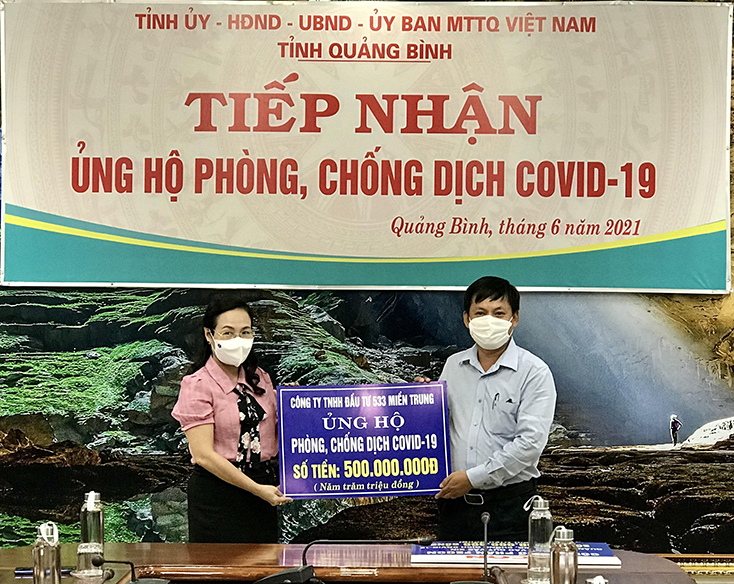 TỈNH ỦY - HĐND - UBND - ỦY BAN MTTQ VIỆT NAM
TỈNH QUẢNG BÌNH
TIẾP NHẬN
ỦNG HỘ PHÒNG, CHỐNG DỊCH COVID-19
Quảng Bình, tháng 6 năm 2021
CÔNG TY TNHH ĐẦU TƯ 533 MIỀN TRUNG
ỦNG HỘ
PHÒNG, CHỐNG DỊCH COVID-19
SỐ TIỀN: 500.000.000Đ
( Năm trăm triệu đồng )